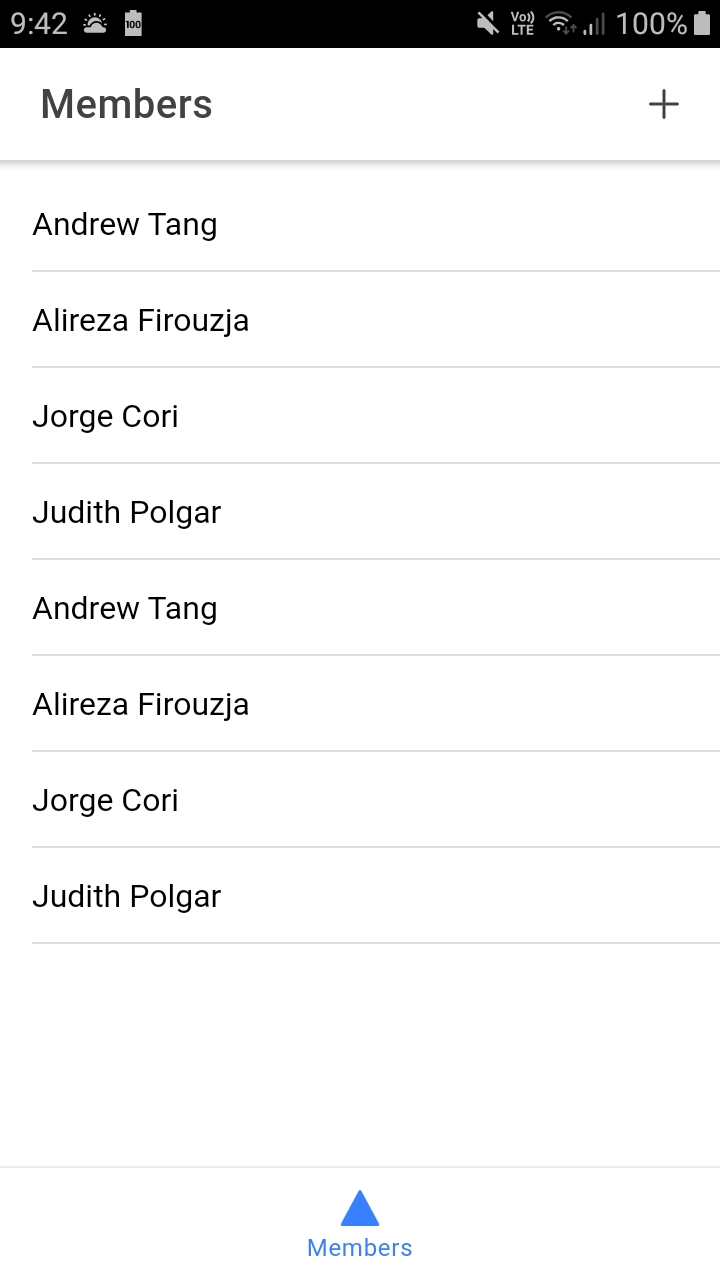 9:42 100 Vo)) LTE 100%
Members
Andrew Tang
Alireza Firouzja
Jorge Cori
Judith Polgar
Andrew Tang
Alireza Firouzja
Jorge Cori
Judith Polgar
Members